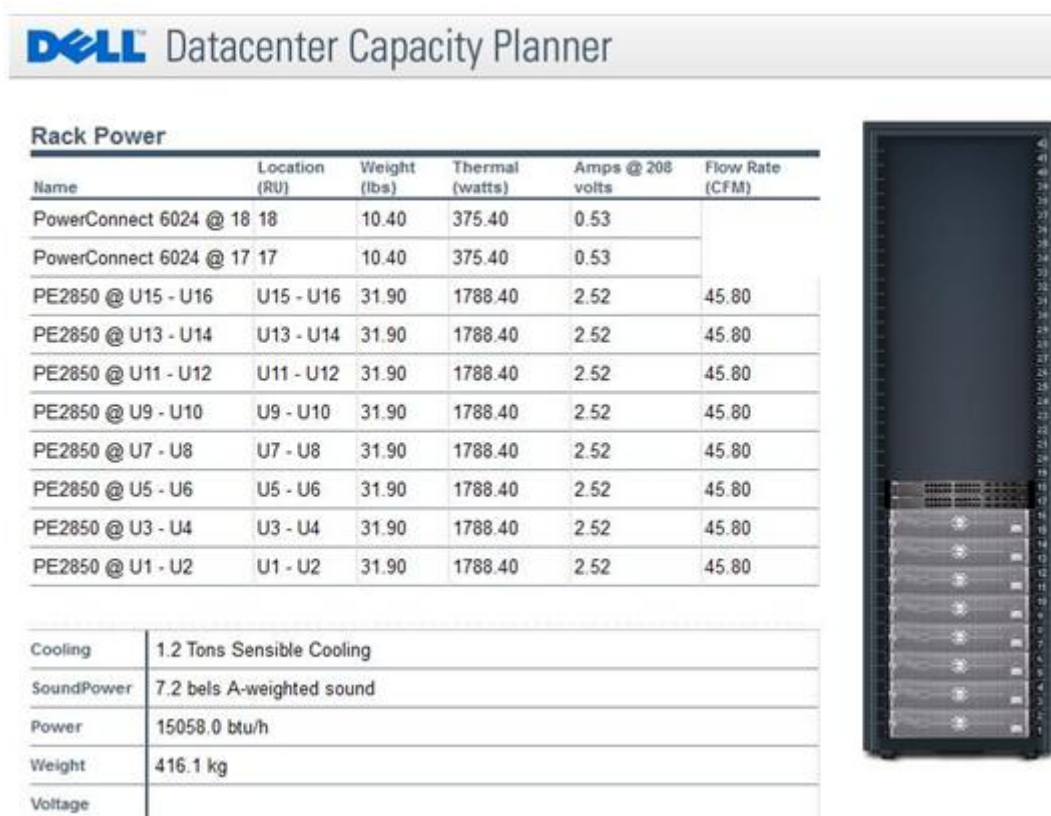 DELL Datacenter Capacity Planner
Rack Power
Name Location (RU) Weight (lbs) Thermal (watts) Amps @ 208 volts Flow Rate (CFM)
PowerConnect 6024 @ 18 18 10.40 375.40 0.53
PowerConnect 6024 @ 17 17 10.40 375.40 0.53
PE2850 @ U15 - U16 U15 - U16 31.90 1788.40 2.52 45.80
PE2850 @ U13 - U14 U13 - U14 31.90 1788.40 2.52 45.80
PE2850 @ U11 - U12 U11 - U12 31.90 1788.40 2.52 45.80
PE2850 @ U9 - U10 U9 - U10 31.90 1788.40 2.52 45.80
PE2850 @ U7 - U8 U7 - U8 31.90 1788.40 2.52 45.80
PE2850 @ U5 - U6 U5 - U6 31.90 1788.40 2.52 45.80
PE2850 @ U3 - U4 U3 - U4 31.90 1788.40 2.52 45.80
PE2850 @ U1 - U2 U1 - U2 31.90 1788.40 2.52 45.80
Cooling 1.2 Tons Sensible Cooling
SoundPower 7.2 bels A-weighted sound
Power 15058.0 btu/h
Weight 416.1 kg
Voltage